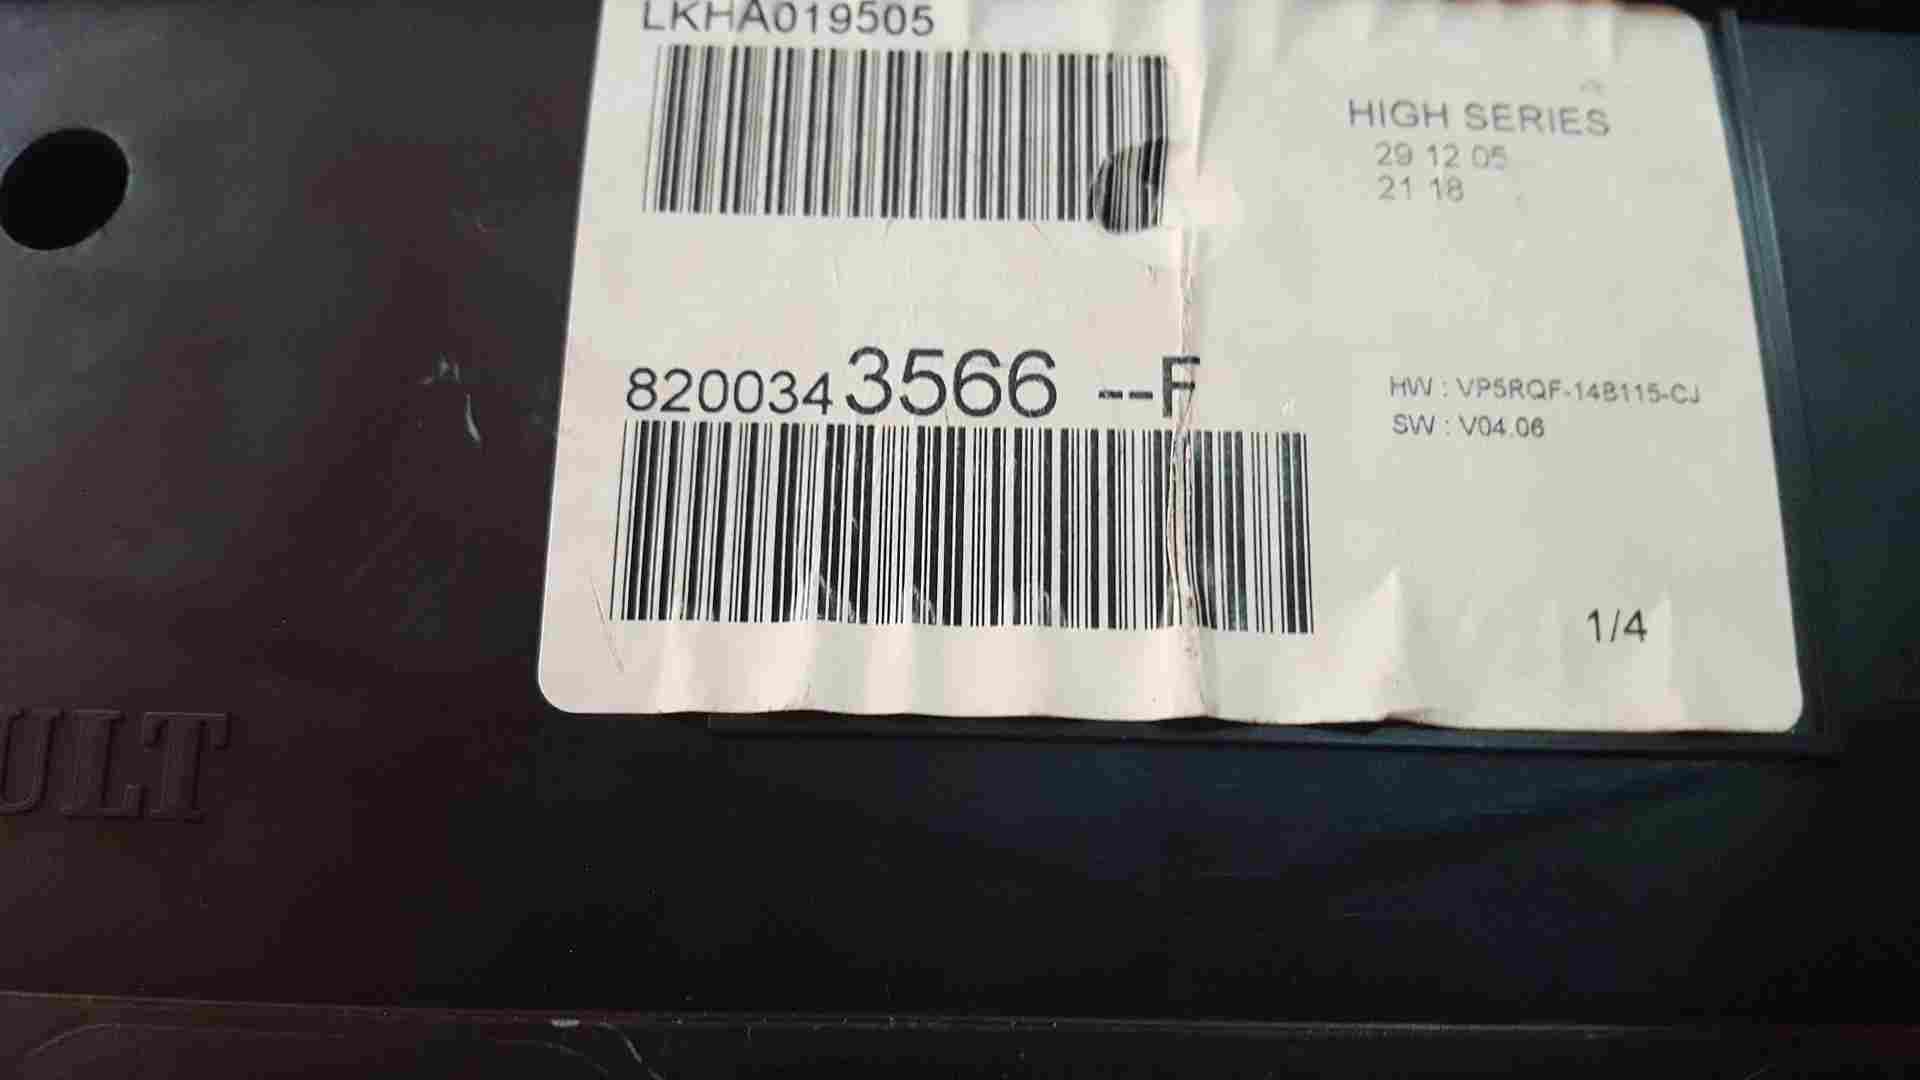 LKHA019505
HIGH SERIES
29 12 05
21 18
8200343566 --F
HW : VP5RQF-14B115-CJ
SW : V04.06
1/4
ULT